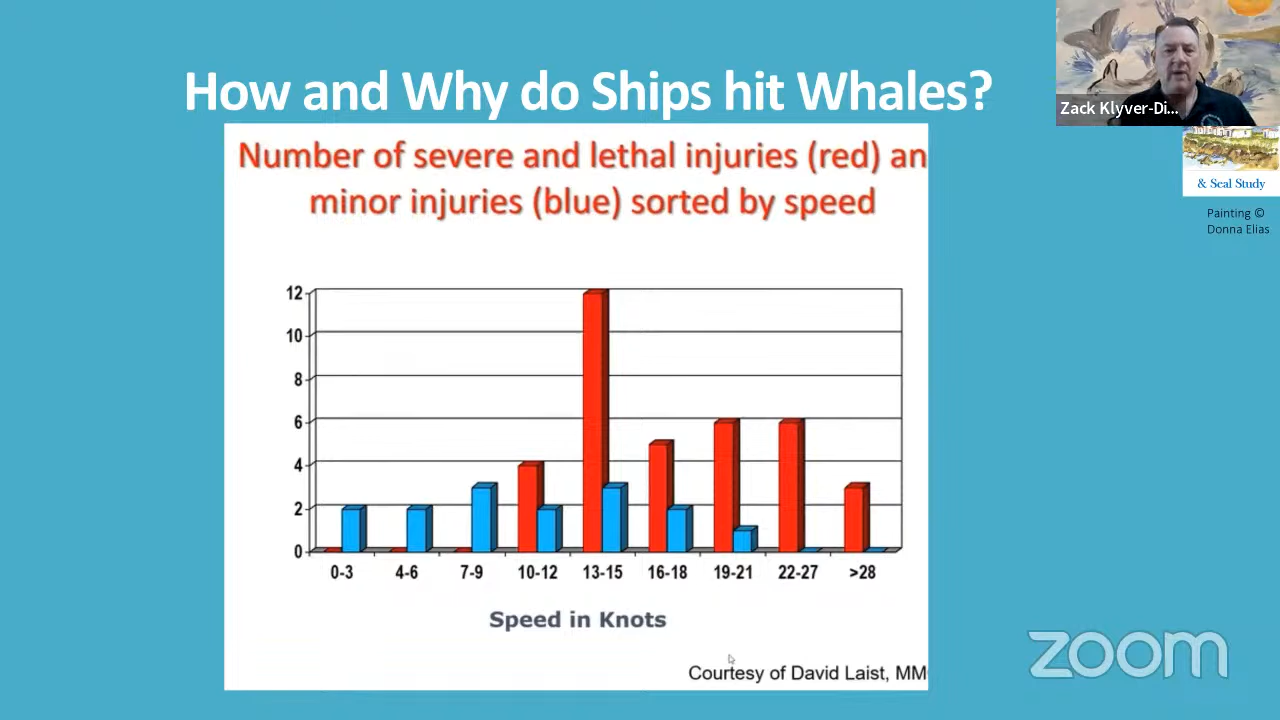 How and Why do Ships hit Whales?
Zack Klyver-Di...
& Seal Study
Painting ©
Donna Elias
Number of severe and lethal injuries (red) an
minor injuries (blue) sorted by speed
12
10
8
6
4
2
0
0-3 4-6 7-9 10-12 13-15 16-18 19-21 22-27 >28
Speed in Knots
Courtesy of David Laist, MM
zoom